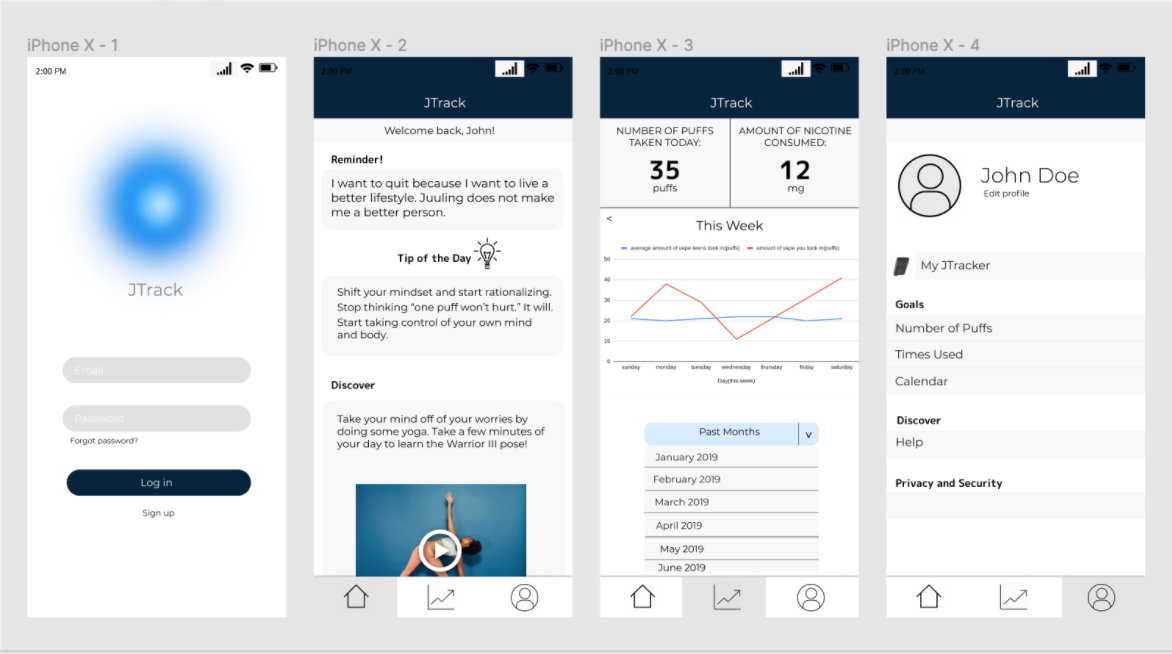 iPhone X - 1
2:00 PM
JTrack
Email
Password
Forgot password?
Log in
Sign up
iPhone X - 2
2:00 PM
JTrack
Welcome back, John!
Reminder!
I want to quit because I want to live a
better lifestyle. Juuling does not make
me a better person.
Tip of the Day
Shift your mindset and start rationalizing.
Stop thinking “one puff won’t hurt.” It will.
Start taking control of your own mind
and body.
Discover
Take your mind off of your worries by
doing some yoga. Take a few minutes of
your day to learn the Warrior III pose!
iPhone X - 3
2:00 PM
JTrack
NUMBER OF PUFFS
TAKEN TODAY:
35
puffs
AMOUNT OF NICOTINE
CONSUMED:
12
mg
<
This Week
average amount of vape teens took in(puffs)
amount of vape you took in(puffs)
50
40
30
20
10
0
sunday monday tuesday wednesday thursday friday saturday
Day(this week)
Past Months
v
January 2019
February 2019
March 2019
April 2019
May 2019
June 2019
iPhone X - 4
2:00 PM
JTrack
John Doe
Edit profile
My JTracker
Goals
Number of Puffs
Times Used
Calendar
Discover
Help
Privacy and Security